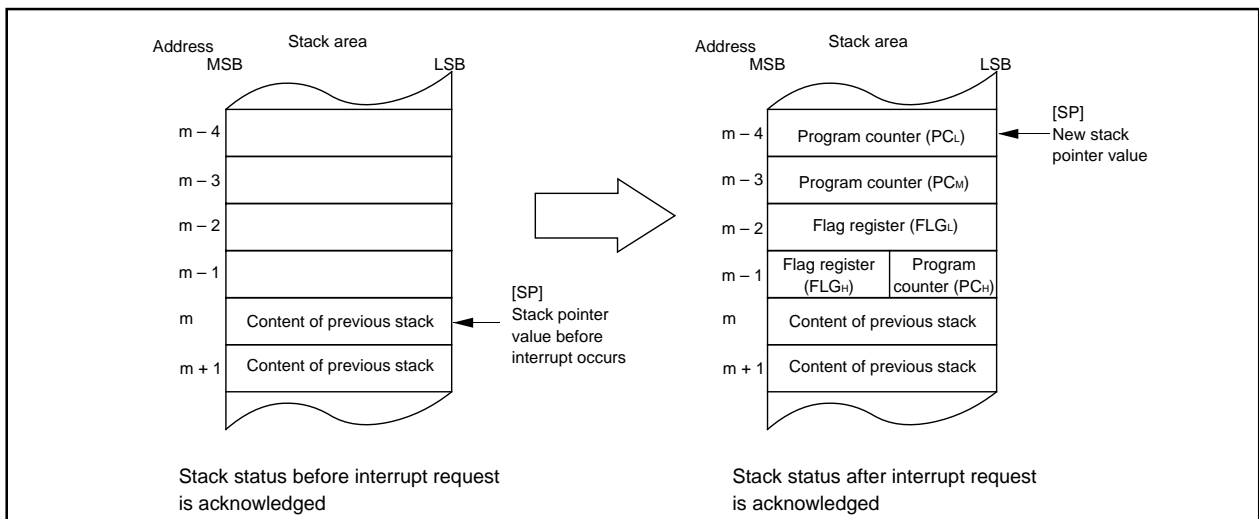 Address
Stack area
MSB
LSB
m – 4
m – 3
m – 2
m – 1
m
Content of previous stack
m + 1
Content of previous stack
[SP]
Stack pointer
value before
interrupt occurs
Stack status before interrupt request
is acknowledged
Address
Stack area
MSB
LSB
m – 4
Program counter (PCL)
m – 3
Program counter (PCM)
m – 2
Flag register (FLGL)
m – 1
Flag register
(FLGH)
Program
counter (PCH)
m
Content of previous stack
m + 1
Content of previous stack
[SP]
New stack
pointer value
Stack status after interrupt request
is acknowledged